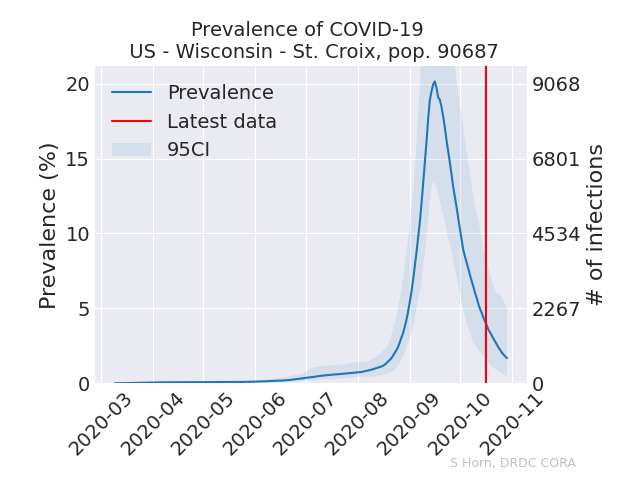 Prevalence of COVID-19
US - Wisconsin - St. Croix, pop. 90687
Prevalence
Latest data
95CI
Prevalence (%)
20
15
10
5
0
9068
6801
4534
2267
0
# of infections
2020-03
2020-04
2020-05
2020-06
2020-07
2020-08
2020-09
2020-10
2020-11
S Horn, DRDC CORA